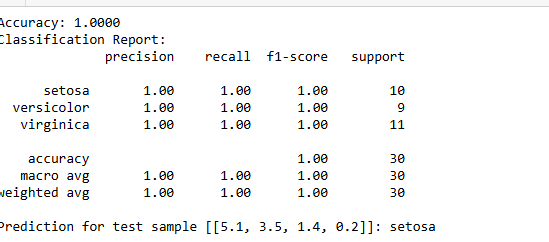 Accuracy: 1.0000
Classification Report:
precision recall f1-score support
setosa 1.00 1.00 1.00 10
versicolor 1.00 1.00 1.00 9
virginica 1.00 1.00 1.00 11
accuracy 1.00 30
macro avg 1.00 1.00 1.00 30
weighted avg 1.00 1.00 1.00 30
Prediction for test sample [[5.1, 3.5, 1.4, 0.2]]: setosa